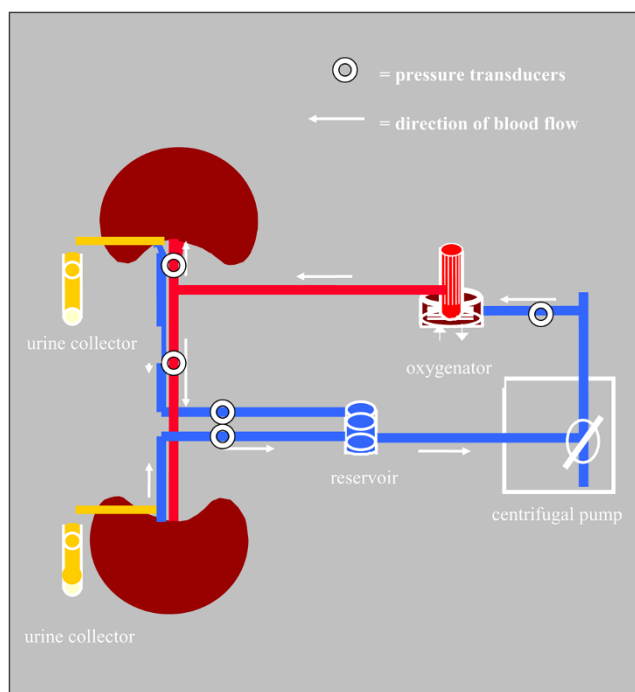 = pressure transducers
= direction of blood flow
urine collector
oxygenator
reservoir
centrifugal pump
urine collector